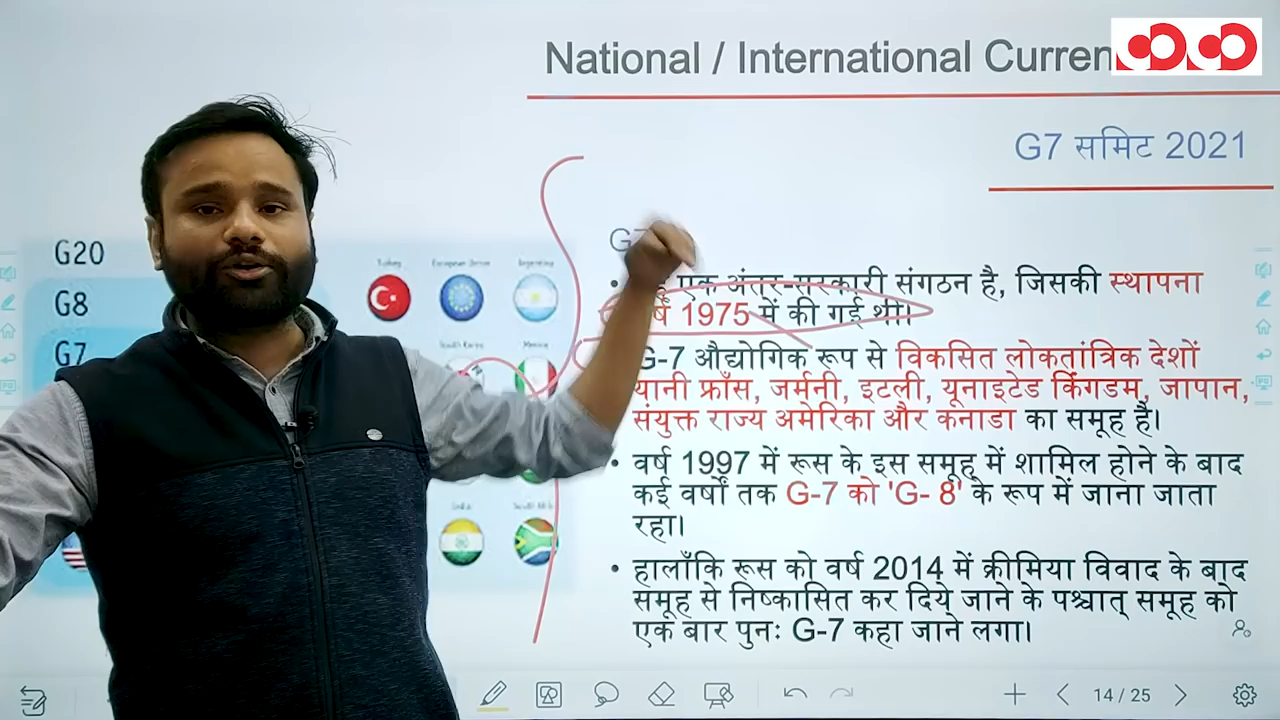 National / International Curren
G7 समिट 2021
G20
G8
G7
Turkey
European Union
Argentina
South Korea
Mexico
India
South Africa
एक अंतर-सरकारी संगठन है, जिसकी स्थापना
वर्ष 1975 में की गई थी।
G-7 औद्योगिक रूप से विकसित लोकतांत्रिक देशों
यानी फ्राँस, जर्मनी, इटली, यूनाइटेड किंगडम, जापान,
संयुक्त राज्य अमेरिका और कनाडा का समूह है।
• वर्ष 1997 में रूस के इस समूह में शामिल होने के बाद
कई वर्षों तक G-7 को 'G- 8' के रूप में जाना जाता
रहा।
• हालाँकि रूस को वर्ष 2014 में क्रीमिया विवाद के बाद
समूह से निष्कासित कर दिये जाने के पश्चात् समूह को
एक बार पुनः G-7 कहा जाने लगा।
14 / 25